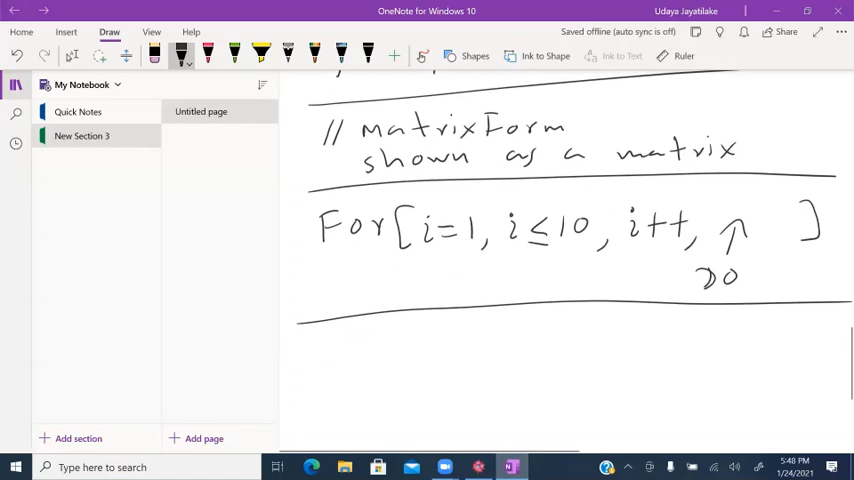 OneNote for Windows 10
Udaya Jayatilake
Home Insert Draw View Help
Saved offline (auto sync is off)
Share
Shapes
Ink to Shape
Ink to Text
Ruler
My Notebook
Quick Notes
New Section 3
Untitled page
// matrixForm
shown as a matrix
For[i=1, i≤10, i++, ↑ ]
DO
+ Add section
+ Add page
Type here to search
5:48 PM
1/24/2021